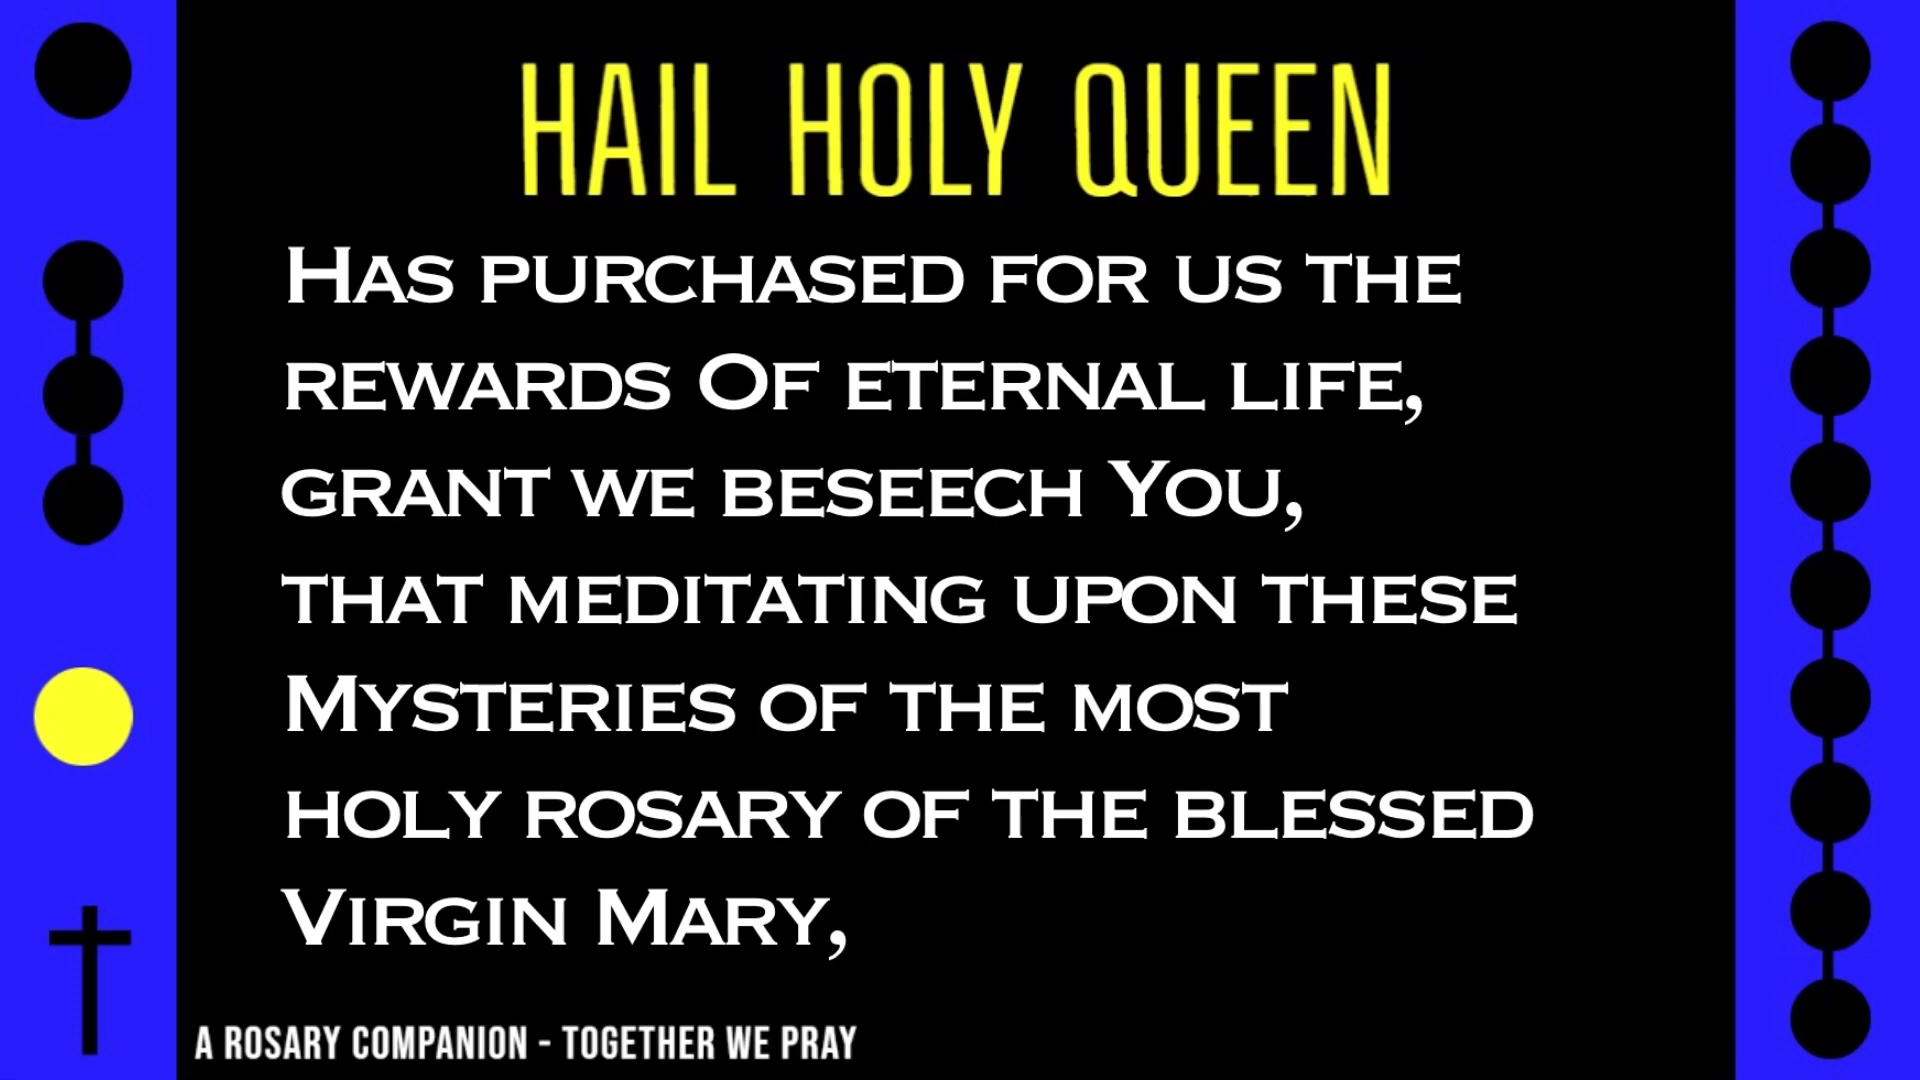 HAIL HOLY QUEEN
Has purchased for us the
rewards Of eternal life,
grant we beseech You,
that meditating upon these
Mysteries of the most
holy rosary of the blessed
Virgin Mary,
A ROSARY COMPANION - TOGETHER WE PRAY